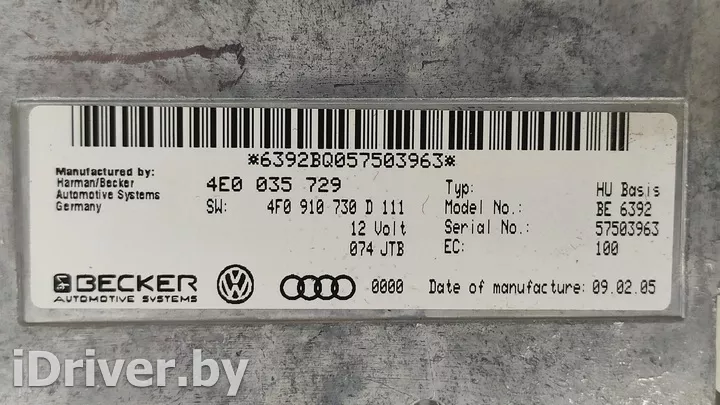 *6392BQ057503963*
Manufactured by:
Harman/Becker
Automotive Systems
Germany
4E0 035 729
SW: 4F0 910 730 D 111
12 Volt
074 JTB
Typ: HU Basis
Model No.: BE 6392
Serial No.: 57503963
EC: 100
BECKER
AUTOMOTIVE SYSTEMS
0000
Date of manufacture: 09.02.05
iDriver.by